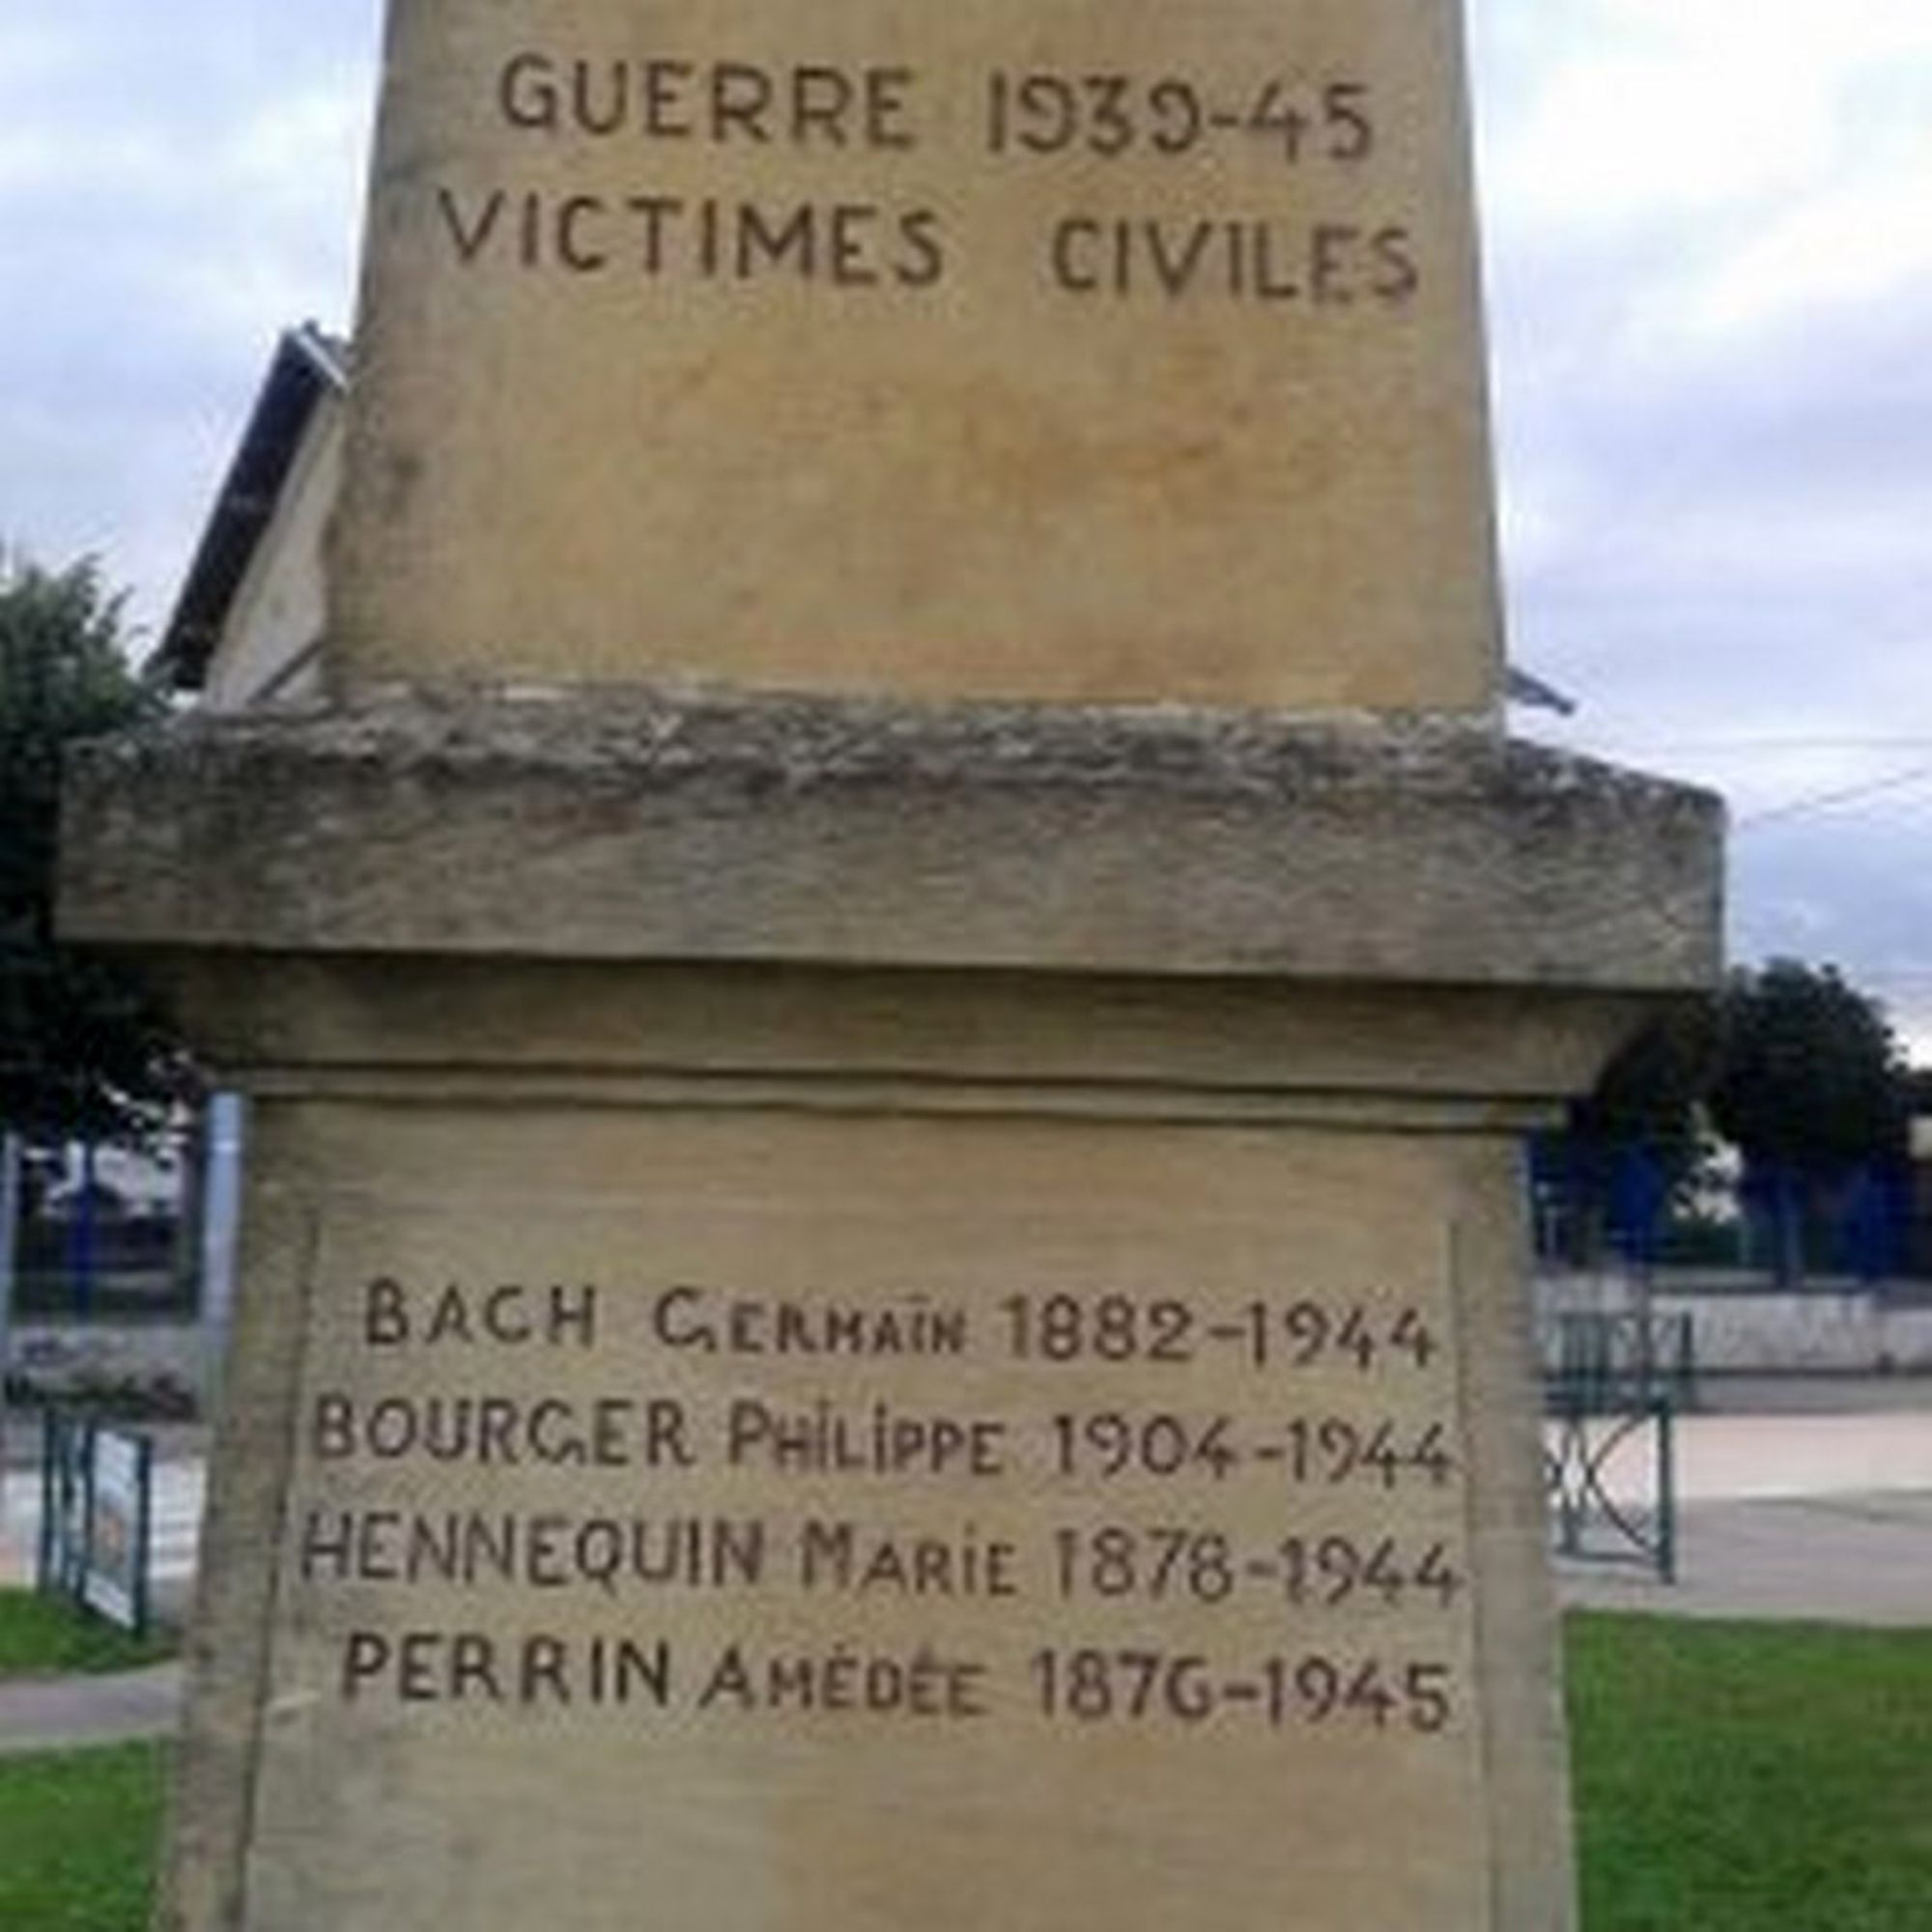 GUERRE 1939-45
VICTIMES CIVILES
BACH GERMAIN 1882-1944
BOURGER PHILIPPE 1904-1944
HENNEQUIN MARIE 1878-1944
PERRIN AMÉDÉE 1876-1945